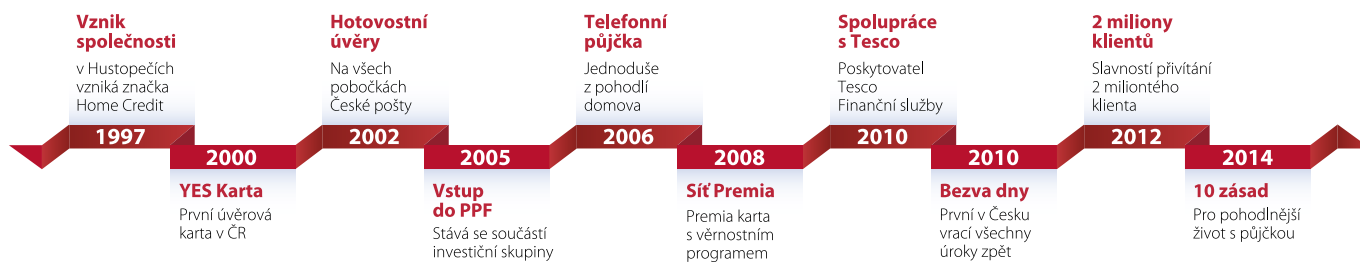 Vznik
společnosti
v Hustopečích
vzniká značka
Home Credit
1997
2000
YES Karta
První úvěrová
karta v ČR
Hotovostní
úvěry
Na všech
pobočkách
České pošty
2002
2005
Vstup
do PPF
Stává se součástí
investiční skupiny
Telefonní
půjčka
Jednoduše
z pohodlí
domova
2006
2008
Síť Premia
Premia karta
s věrnostním
programem
Spolupráce
s Tesco
Poskytovatel
Tesco
Finanční služby
2010
2010
Bezva dny
První v Česku
vrací všechny
úroky zpět
2 miliony
klientů
Slavností přivítání
2 miliontého
klienta
2012
2014
10 zásad
Pro pohodlnější
život s půjčkou